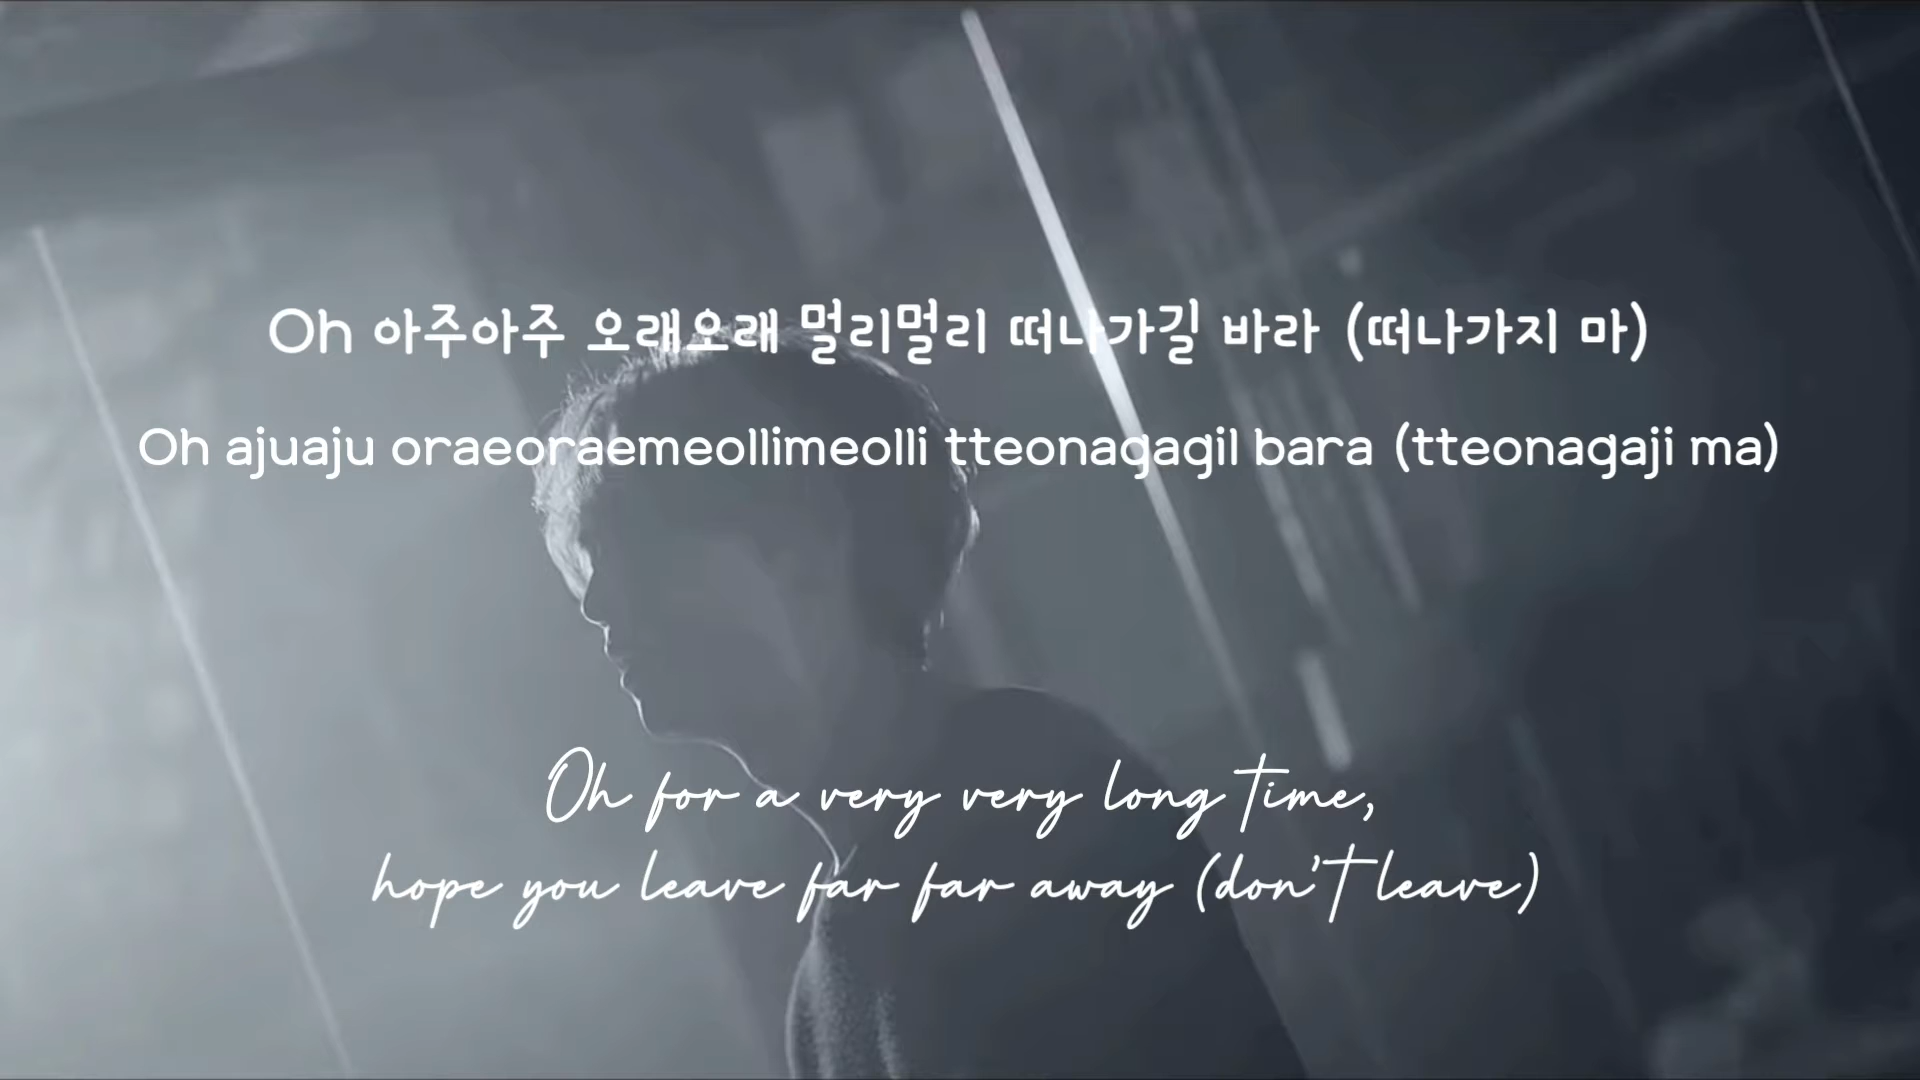 Oh 아주아주 오래오래 멀리멀리 떠나가길 바라 (떠나가지 마)
Oh ajuaju oraeoraemeollimeolli tteonagagil bara (tteonagaji ma)
Oh for a very very long time,
hope you leave far far away (don't leave)